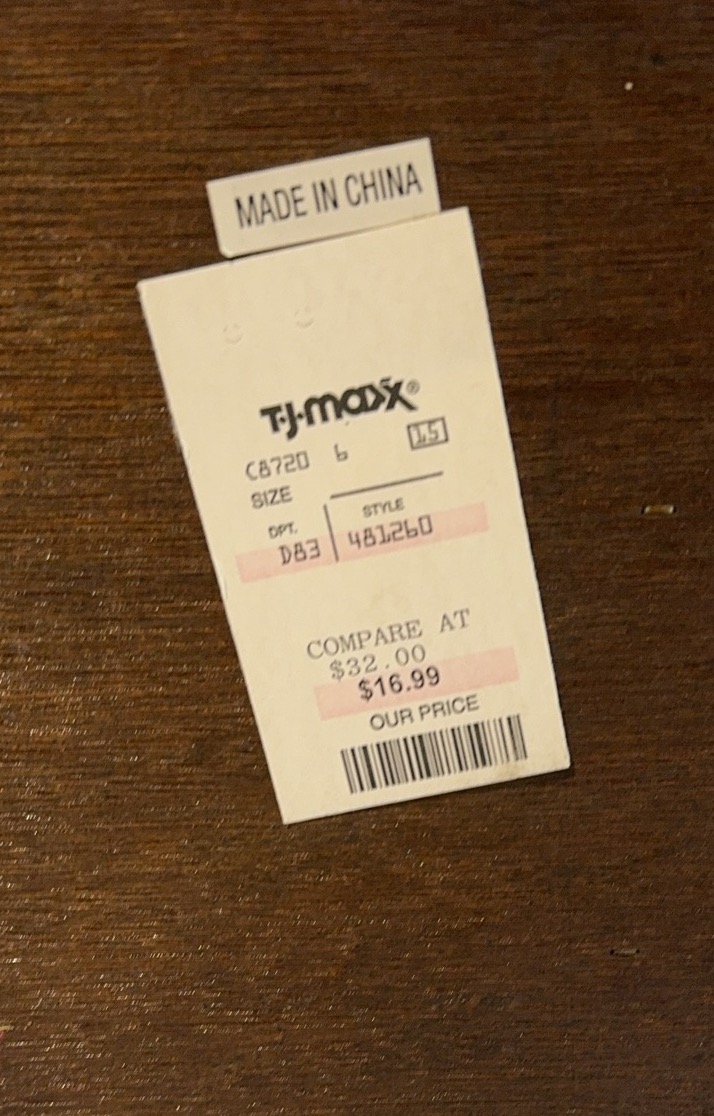 MADE IN CHINA
T·J·maxx®
C8720 6 15
SIZE
DPT. STYLE
D83 481260
COMPARE AT
$32.00
$16.99
OUR PRICE